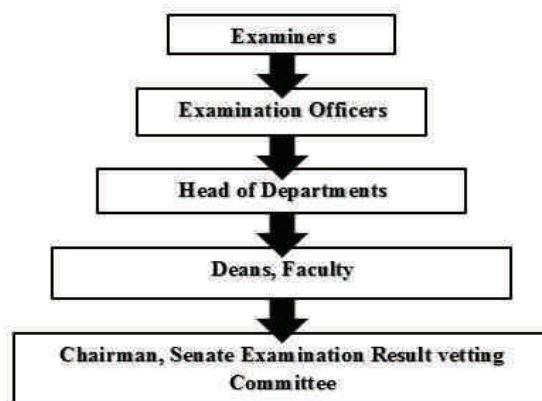 Examiners
Examination Officers
Head of Departments
Deans, Faculty
Chairman, Senate Examination Result vetting
Committee